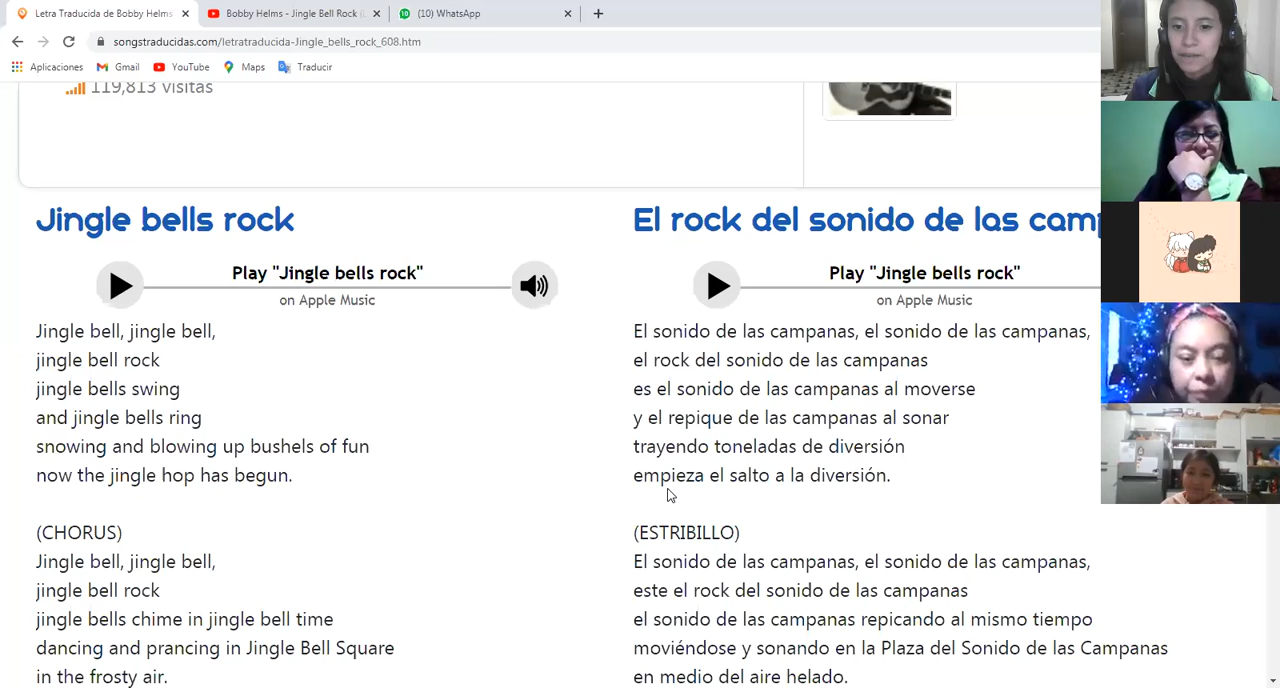 Letra Traducida de Bobby Helms
Bobby Helms - Jingle Bell Rock (
(10) WhatsApp
songstraducidas.com/letratraducida-Jingle_bells_rock_608.htm
Aplicaciones
Gmail
YouTube
Maps
Traducir
119,813 visitas
Jingle bells rock
Play "Jingle bells rock"
on Apple Music
Jingle bell, jingle bell,
jingle bell rock
jingle bells swing
and jingle bells ring
snowing and blowing up bushels of fun
now the jingle hop has begun.
(CHORUS)
Jingle bell, jingle bell,
jingle bell rock
jingle bells chime in jingle bell time
dancing and prancing in Jingle Bell Square
in the frosty air.
El rock del sonido de las camp
Play "Jingle bells rock"
on Apple Music
El sonido de las campanas, el sonido de las campanas,
el rock del sonido de las campanas
es el sonido de las campanas al moverse
y el repique de las campanas al sonar
trayendo toneladas de diversión
empieza el salto a la diversión.
(ESTRIBILLO)
El sonido de las campanas, el sonido de las campanas,
este el rock del sonido de las campanas
el sonido de las campanas repicando al mismo tiempo
moviéndose y sonando en la Plaza del Sonido de las Campanas
en medio del aire helado.